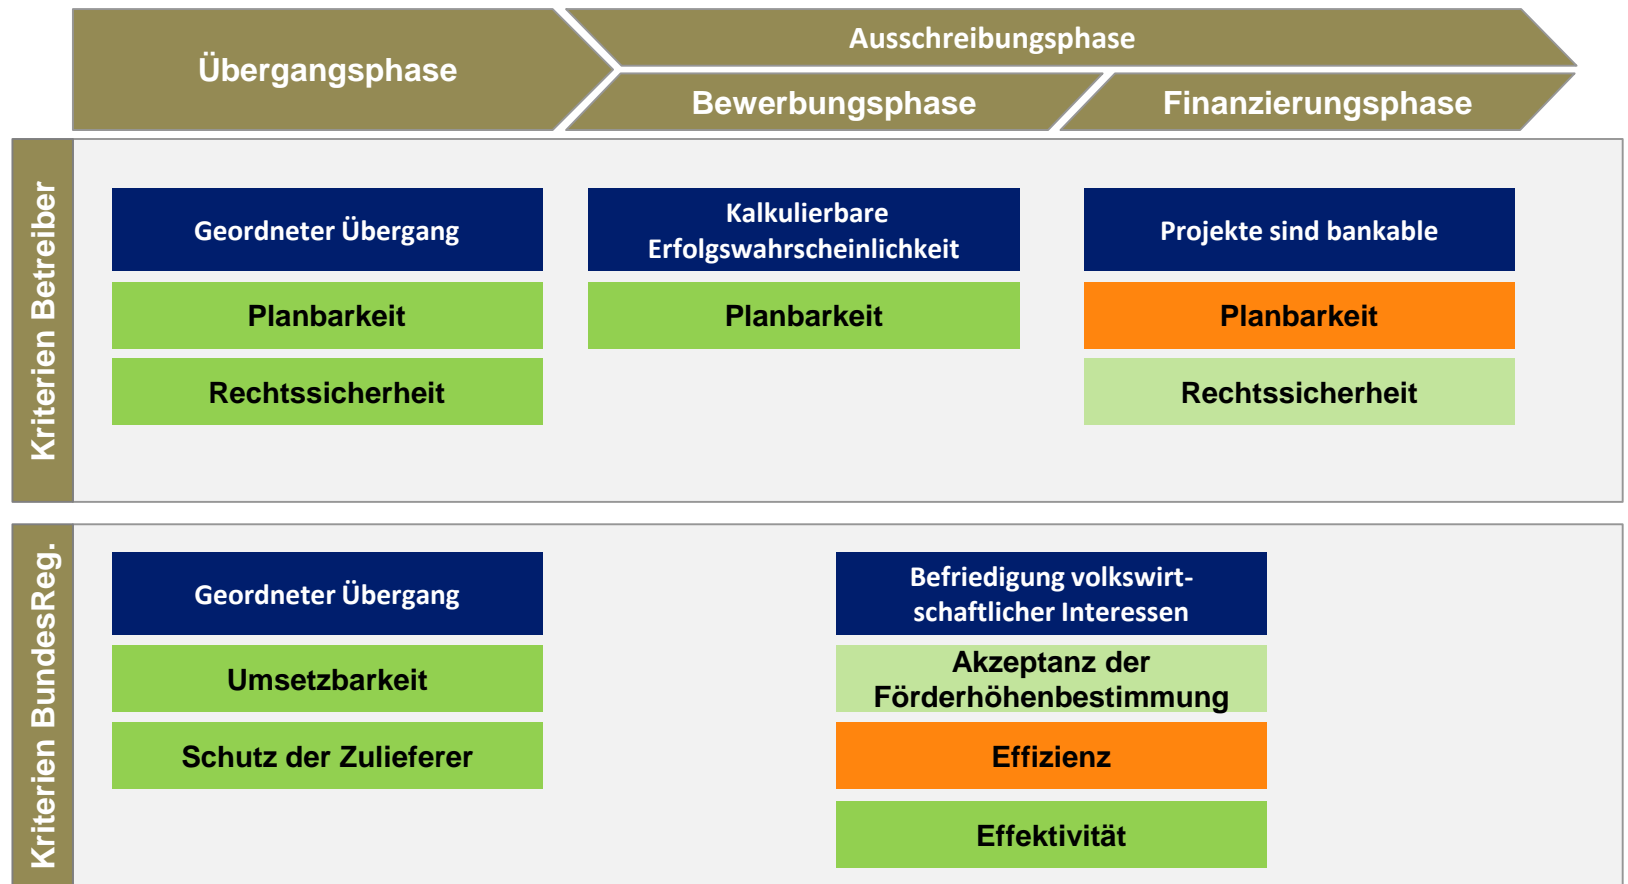 Übergangsphase
Ausschreibungsphase
Bewerbungsphase
Finanzierungsphase
Kriterien Betreiber
Geordneter Übergang
Planbarkeit
Rechtssicherheit
Kalkulierbare
Erfolgswahrscheinlichkeit
Planbarkeit
Projekte sind bankable
Planbarkeit
Rechtssicherheit
Kriterien BundesReg.
Geordneter Übergang
Umsetzbarkeit
Schutz der Zulieferer
Befriedigung volkswirt-
schaftlicher Interessen
Akzeptanz der
Förderhöhenbestimmung
Effizienz
Effektivität